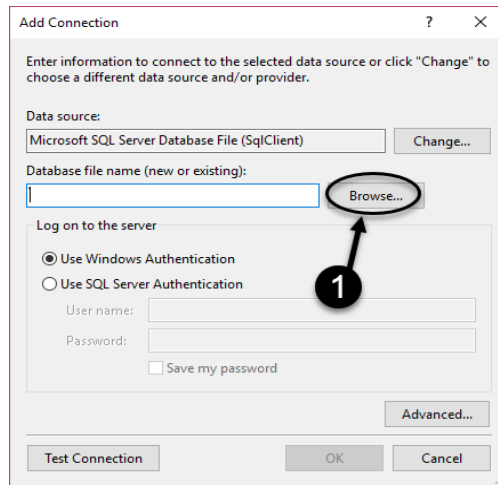 Add Connection
?
Enter information to connect to the selected data source or click "Change" to
choose a different data source and/or provider.
Data source:
Microsoft SQL Server Database File (SqlClient)
Change...
Database file name (new or existing):
Browse...
Log on to the server
Use Windows Authentication
Use SQL Server Authentication
1
User name:
Password:
Save my password
Advanced...
Test Connection
OK
Cancel